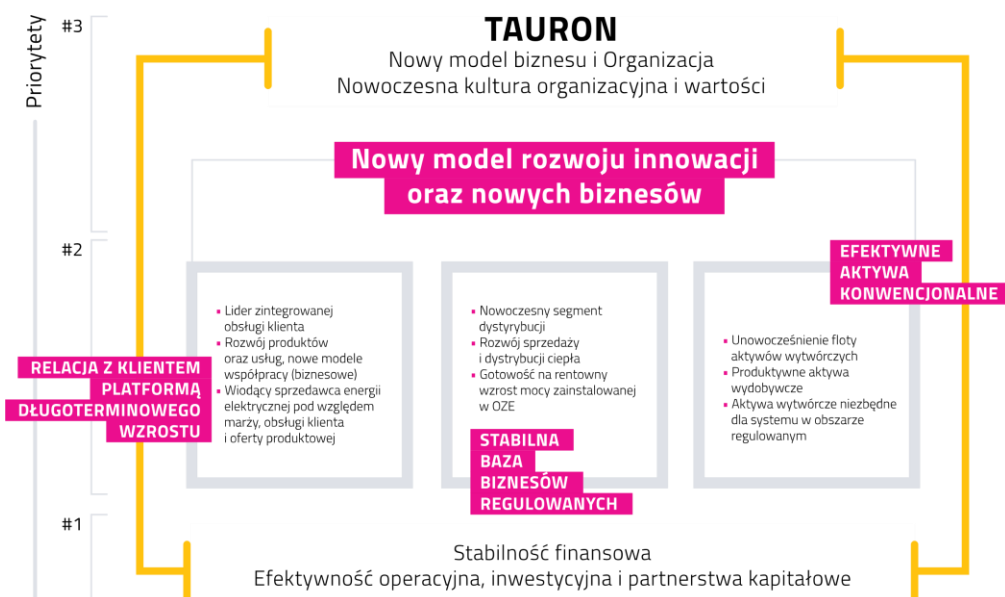 Priorytety
#3
TAURON
Nowy model biznesu i Organizacja
Nowoczesna kultura organizacyjna i wartości
Nowy model rozwoju innowacji
oraz nowych biznesów
#2
RELACJA Z KLIENTEM
PLATFORMĄ
DŁUGOTERMINOWEGO
WZROSTU
▪ Lider zintegrowanej
obsługi klienta
▪ Rozwój produktów
oraz usług, nowe modele
współpracy (biznesowe)
▪ Wiodący sprzedawca energii
elektrycznej pod względem
marży, obsługi klienta
i oferty produktowej
▪ Nowoczesny segment
dystyrybucji
▪ Rozwój sprzedaży
i dystrybucji ciepła
▪ Gotowość na rentowny
wzrost mocy zainstalowanej
w OZE
STABILNA
BAZA
BIZNESÓW
REGULOWANYCH
EFEKTYWNE
AKTYWA
KONWENCJONALNE
▪ Unowocześnienie floty
aktywów wytwórczych
▪ Produktywne aktywa
wydobywcze
▪ Aktywa wytwórcze niezbędne
dla systemu w obszarze
regulowanym
#1
Stabilność finansowa
Efektywność operacyjna, inwestycyjna i partnerstwa kapitałowe